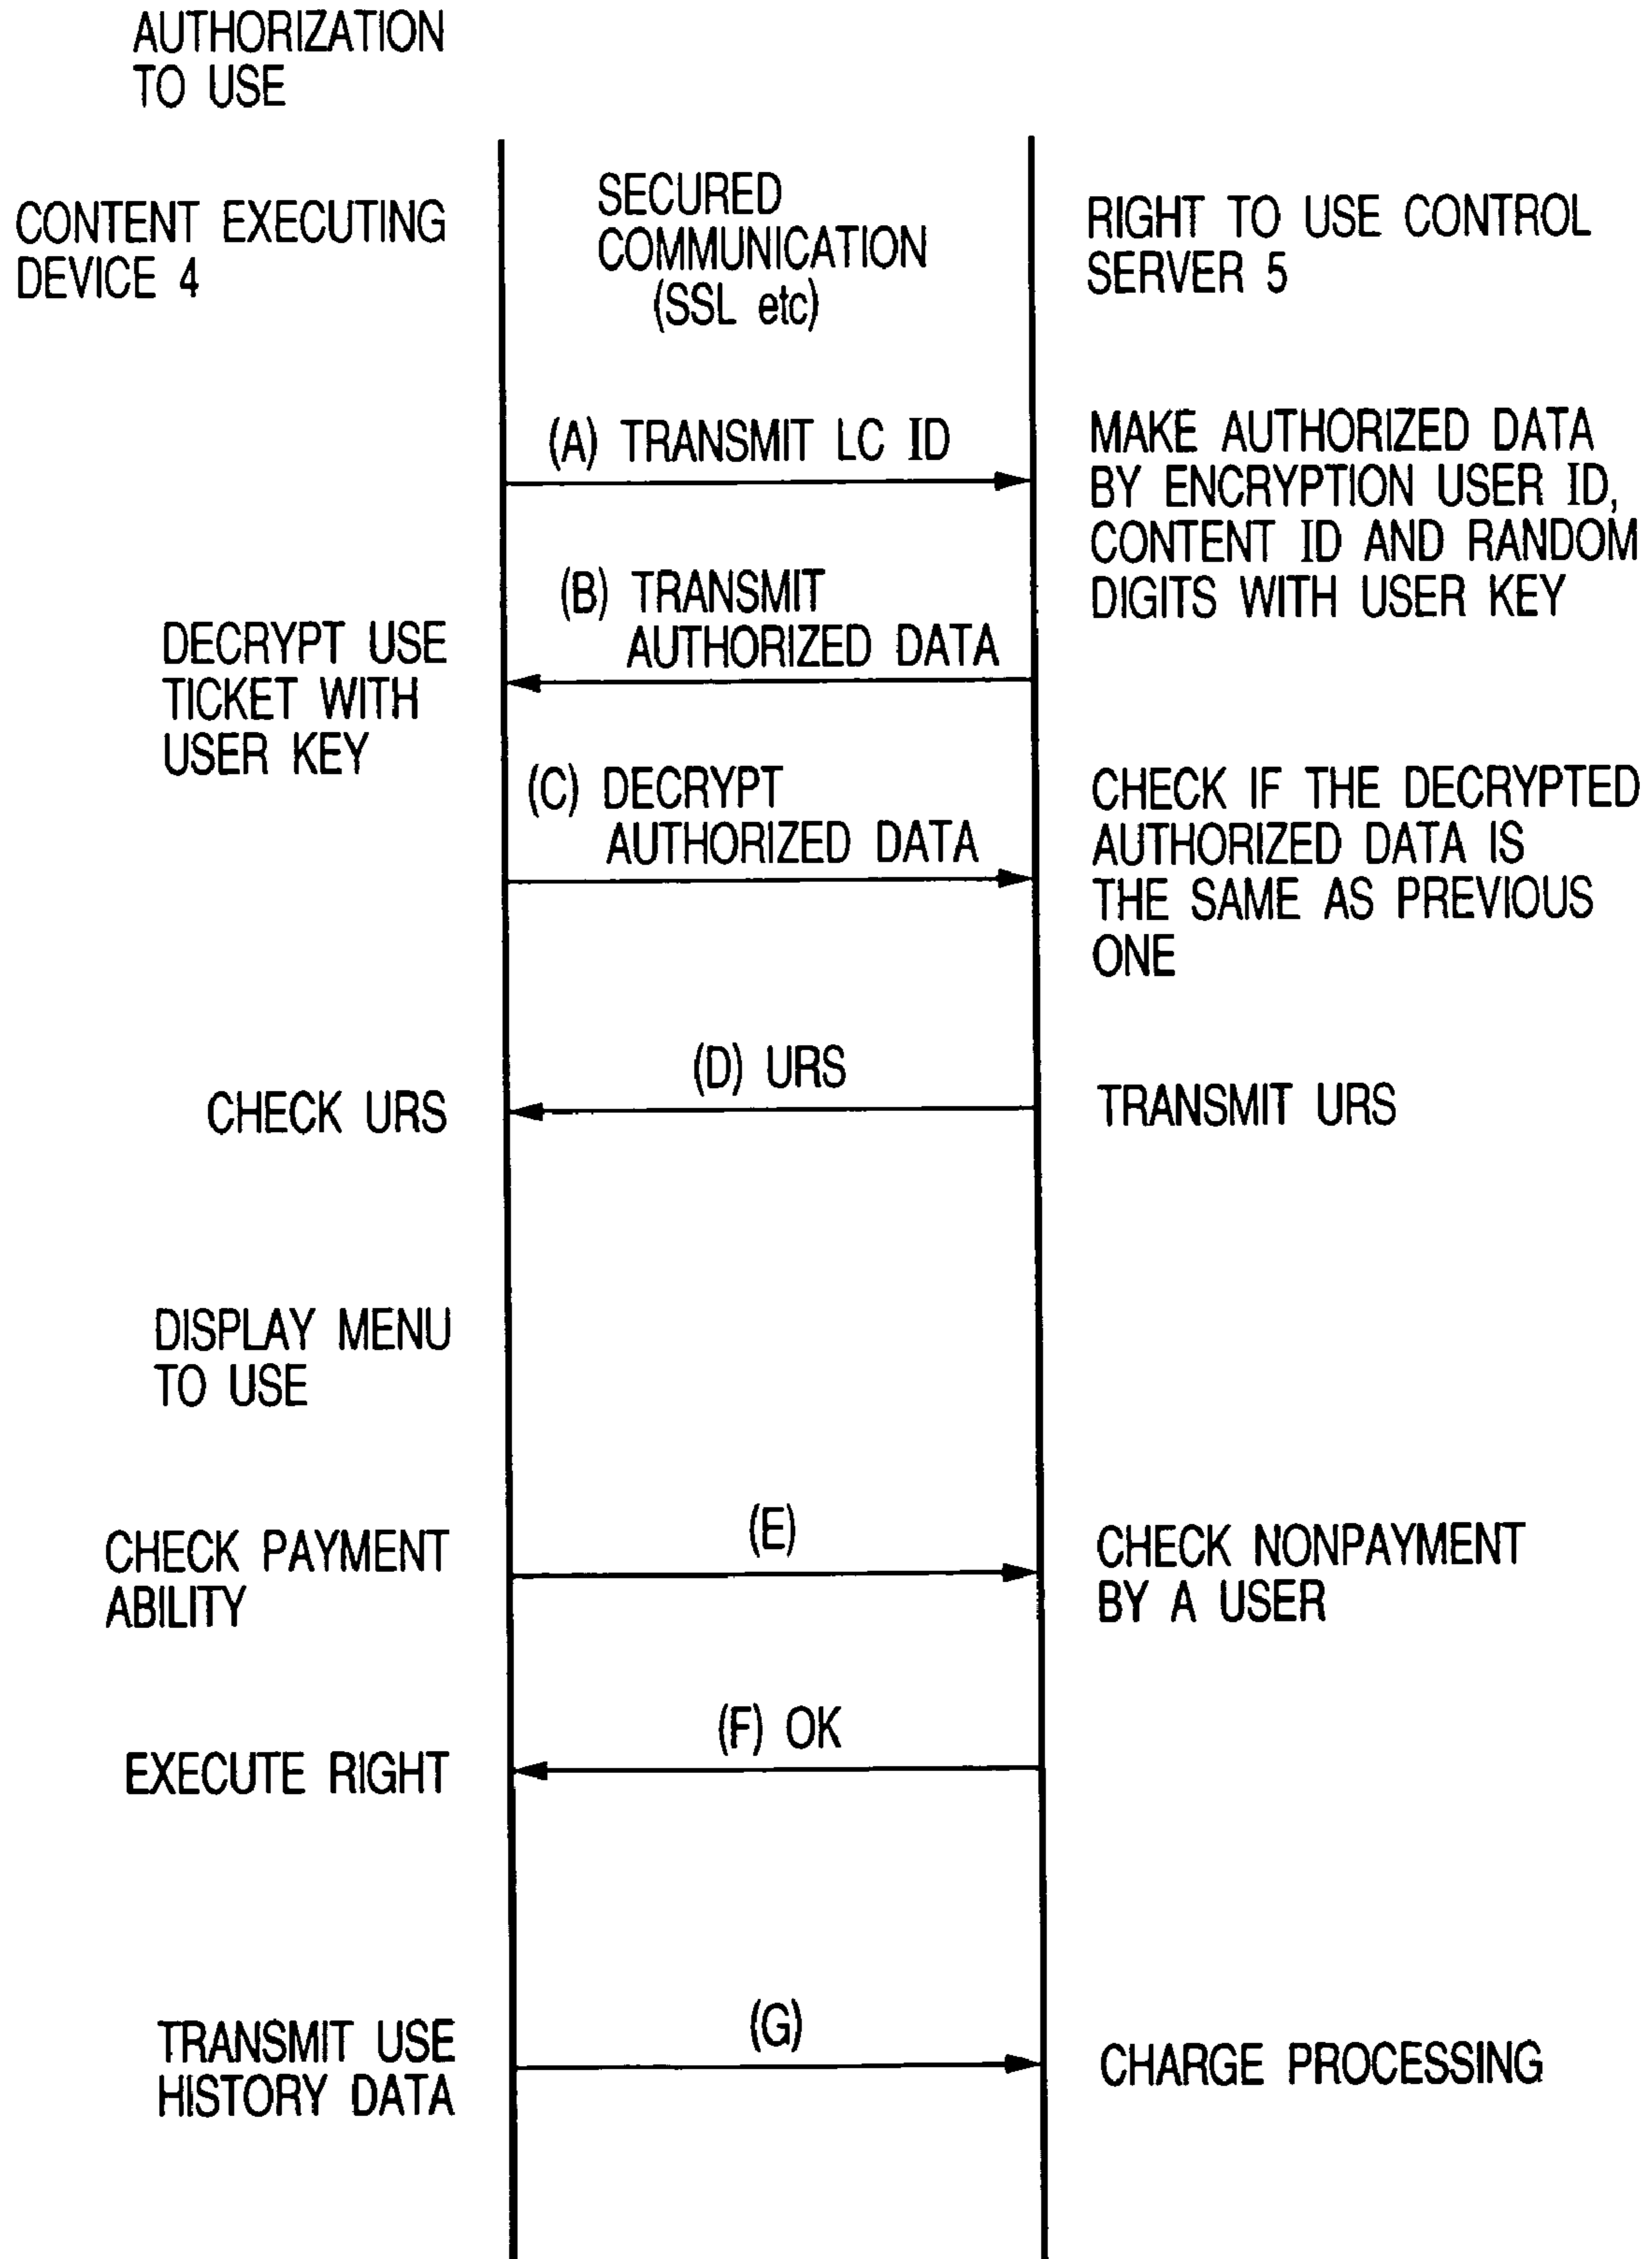 AUTHORIZATION
TO USE
CONTENT EXECUTING
DEVICE 4
SECURED
COMMUNICATION
(SSL etc)
RIGHT TO USE CONTROL
SERVER 5
(A) TRANSMIT LC ID
MAKE AUTHORIZED DATA
BY ENCRYPTION USER ID,
CONTENT ID AND RANDOM
DIGITS WITH USER KEY
(B) TRANSMIT
AUTHORIZED DATA
DECRYPT USE
TICKET WITH
USER KEY
(C) DECRYPT
AUTHORIZED DATA
CHECK IF THE DECRYPTED
AUTHORIZED DATA IS
THE SAME AS PREVIOUS
ONE
(D) URS
CHECK URS
TRANSMIT URS
DISPLAY MENU
TO USE
CHECK PAYMENT
ABILITY
(E)
CHECK NONPAYMENT
BY A USER
(F) OK
EXECUTE RIGHT
TRANSMIT USE
HISTORY DATA
(G)
CHARGE PROCESSING